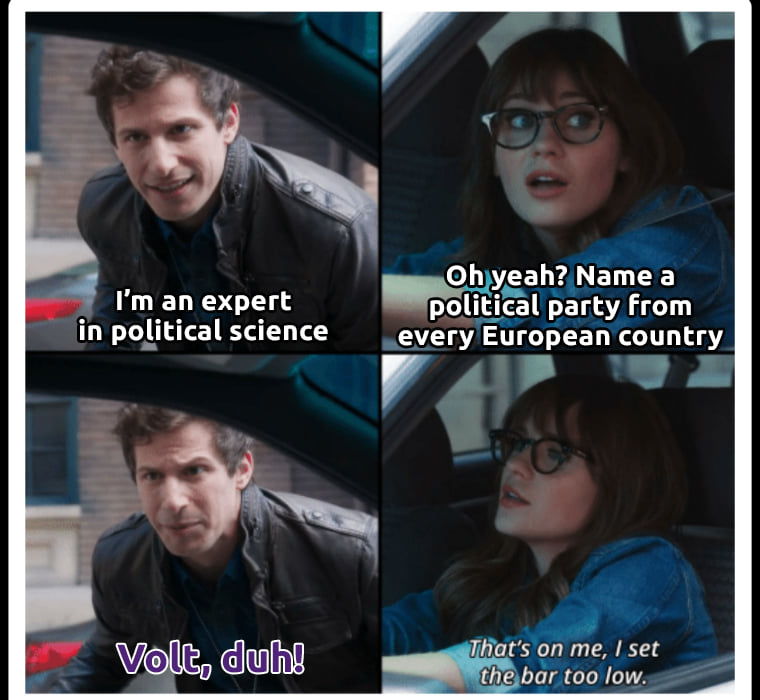 I'm an expert
in political science
Oh yeah? Name a
political party from
every European country
Volt, duh!
That's on me, I set
the bar too low.